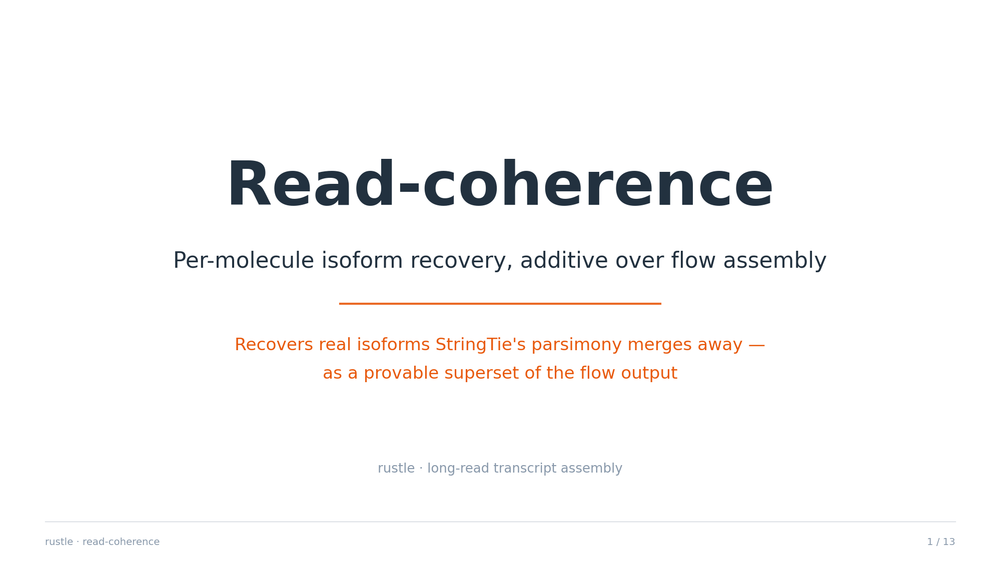 Read-coherence
Per-molecule isoform recovery, additive over flow assembly
Recovers real isoforms StringTie's parsimony merges away —
as a provable superset of the flow output
rustle · long-read transcript assembly
rustle · read-coherence
1 / 13